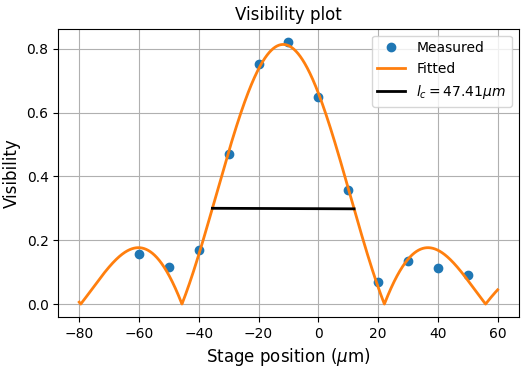 Visibility plot
Measured
Fitted
l_c = 47.41μm
Visibility
0.8
0.6
0.4
0.2
0.0
−80 −60 −40 −20 0 20 40 60
Stage position (μm)